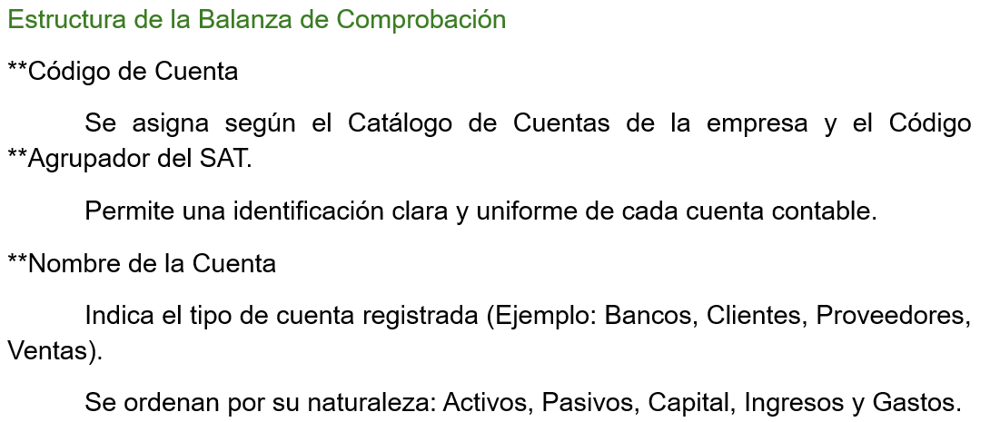 Estructura de la Balanza de Comprobación
**Código de Cuenta
Se asigna según el Catálogo de Cuentas de la empresa y el Código
**Agrupador del SAT.
Permite una identificación clara y uniforme de cada cuenta contable.
**Nombre de la Cuenta
Indica el tipo de cuenta registrada (Ejemplo: Bancos, Clientes, Proveedores,
Ventas).
Se ordenan por su naturaleza: Activos, Pasivos, Capital, Ingresos y Gastos.